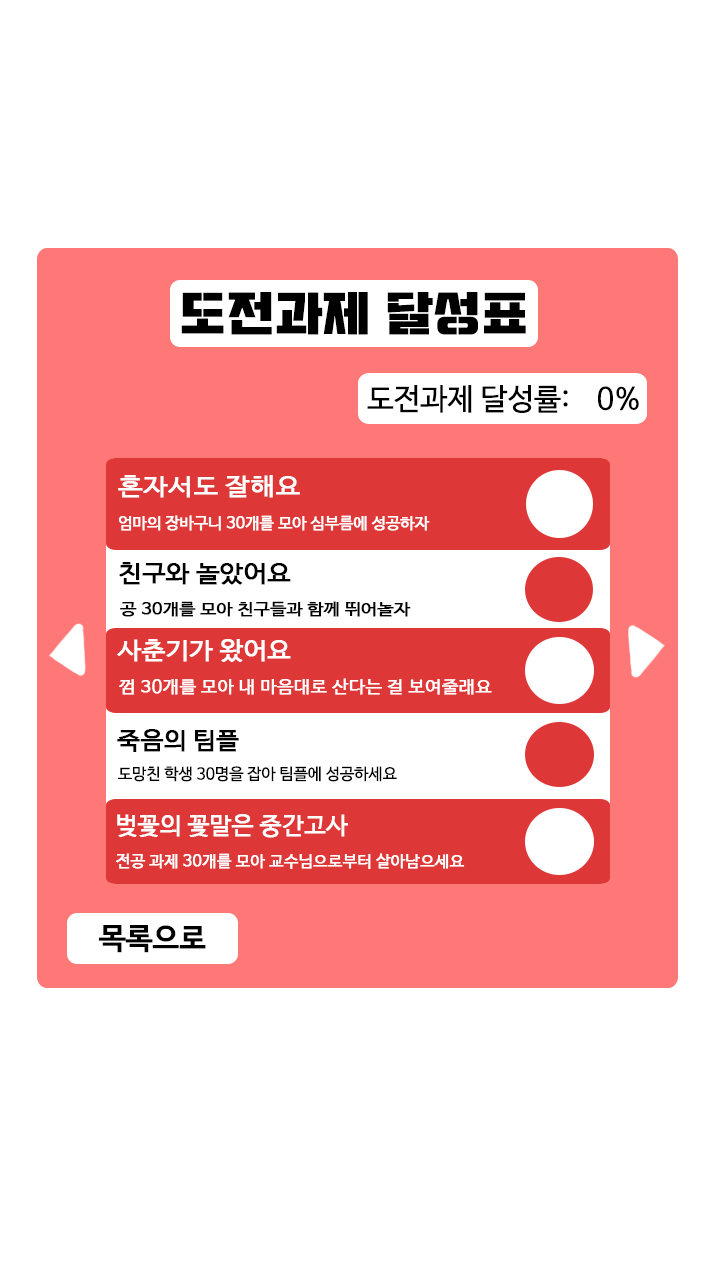 도전과제 달성표
도전과제 달성률: 0%
혼자서도 잘해요
엄마의 장바구니 30개를 모아 심부름에 성공하자
친구와 놀았어요
공 30개를 모아 친구들과 함께 뛰어놀자
사춘기가 왔어요
껌 30개를 모아 내 마음대로 산다는 걸 보여줄래요
죽음의 팀플
도망친 학생 30명을 잡아 팀플에 성공하세요
벚꽃의 꽃말은 중간고사
전공 과제 30개를 모아 교수님으로부터 살아남으세요
목록으로